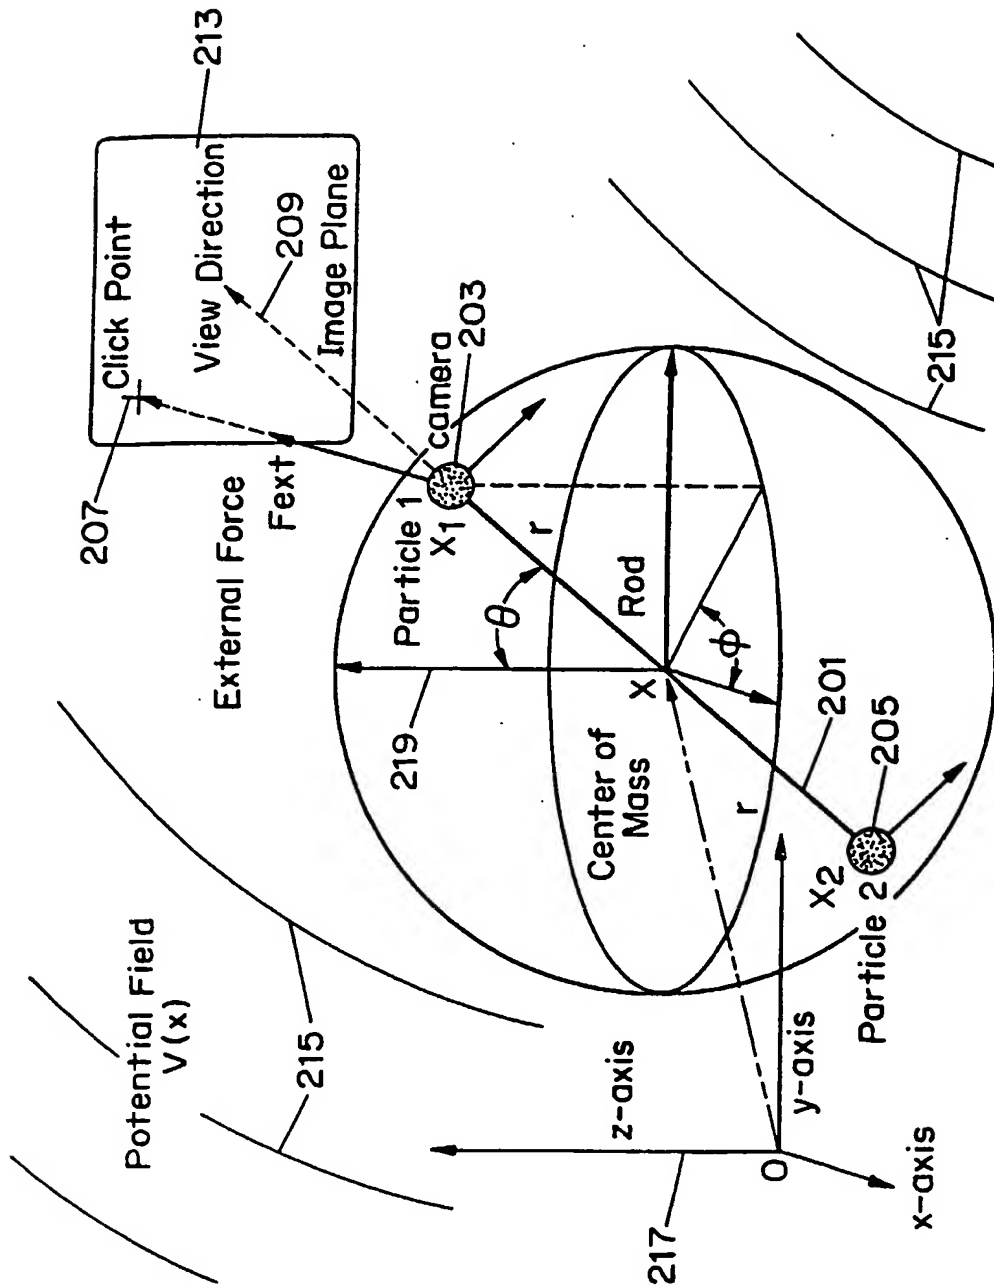 213
Click Point
View Direction
209
Image Plane
207
External Force
Fext
camera
203
Particle 1
X1
r
θ
Rod
219
X
ϕ
215
Center of
Mass
r
201
205
X2
Particle 2
Potential Field
V(x)
215
z-axis
y-axis
O
x-axis
217